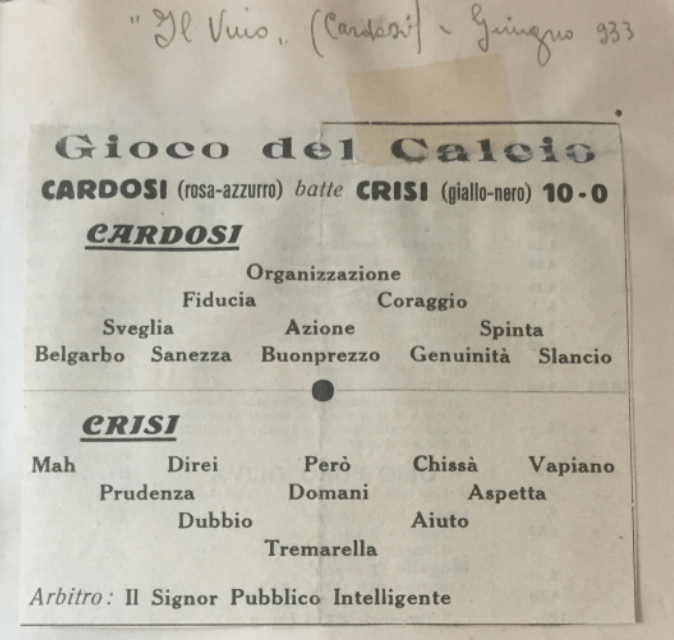 "Il Vino" (Cardosi) - Giugno 933
Gioco del Calcio
CARDOSI (rosa-azzurro) batte CRISI (giallo-nero) 10-0
CARDOSI
Organizzazione
Fiducia Coraggio
Sveglia Azione Spinta
Belgarbo Sanezza Buonprezzo Genuinità Slancio
CRISI
Mah Direi Però Chissà Vapiano
Prudenza Domani Aspetta
Dubbio Aiuto
Tremarella
Arbitro: Il Signor Pubblico Intelligente